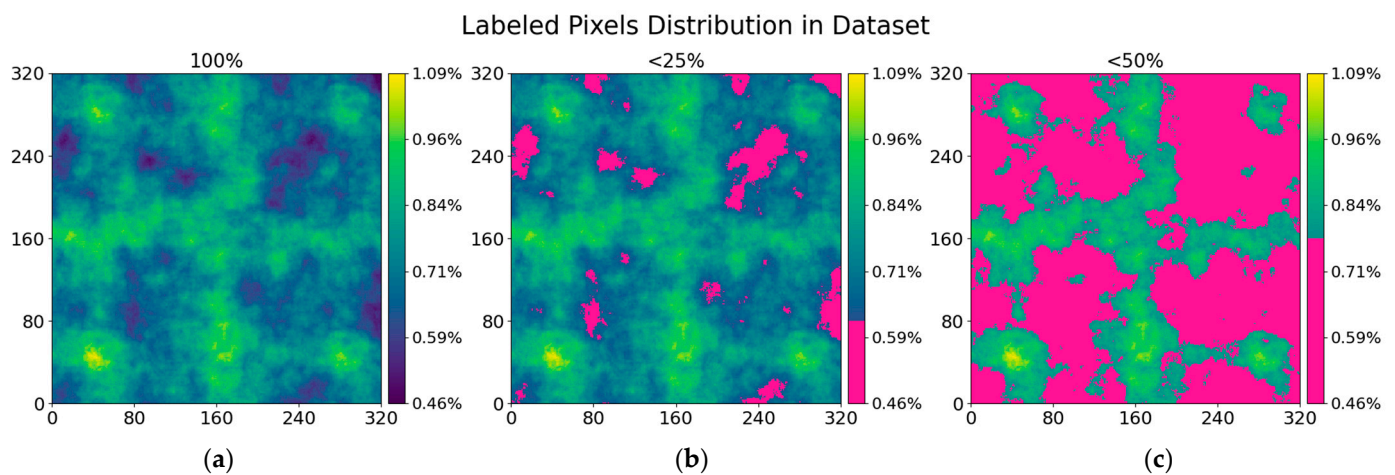 Labeled Pixels Distribution in Dataset
100% <25% <50%
320 1.09% 320 1.09% 320 1.09%
0.96% 0.96% 0.96%
240 240 240
0.84% 0.84% 0.84%
160 160 160
0.71% 0.71% 0.71%
80 80 80
0.59% 0.59% 0.59%
0 0.46% 0 0.46% 0 0.46%
0 80 160 240 320 0 80 160 240 320 0 80 160 240 320
(a) (b) (c)